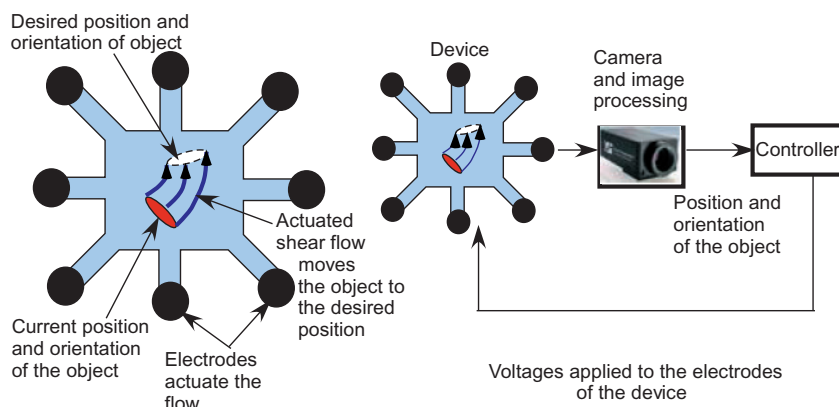 Desired position and
orientation of object
Actuated
shear flow
moves
the object to
the desired
position
Current position
and orientation
of the object
Electrodes
actuate the
flow
Device
Camera
and image
processing
Controller
Position and
orientation
of the object
Voltages applied to the electrodes
of the device